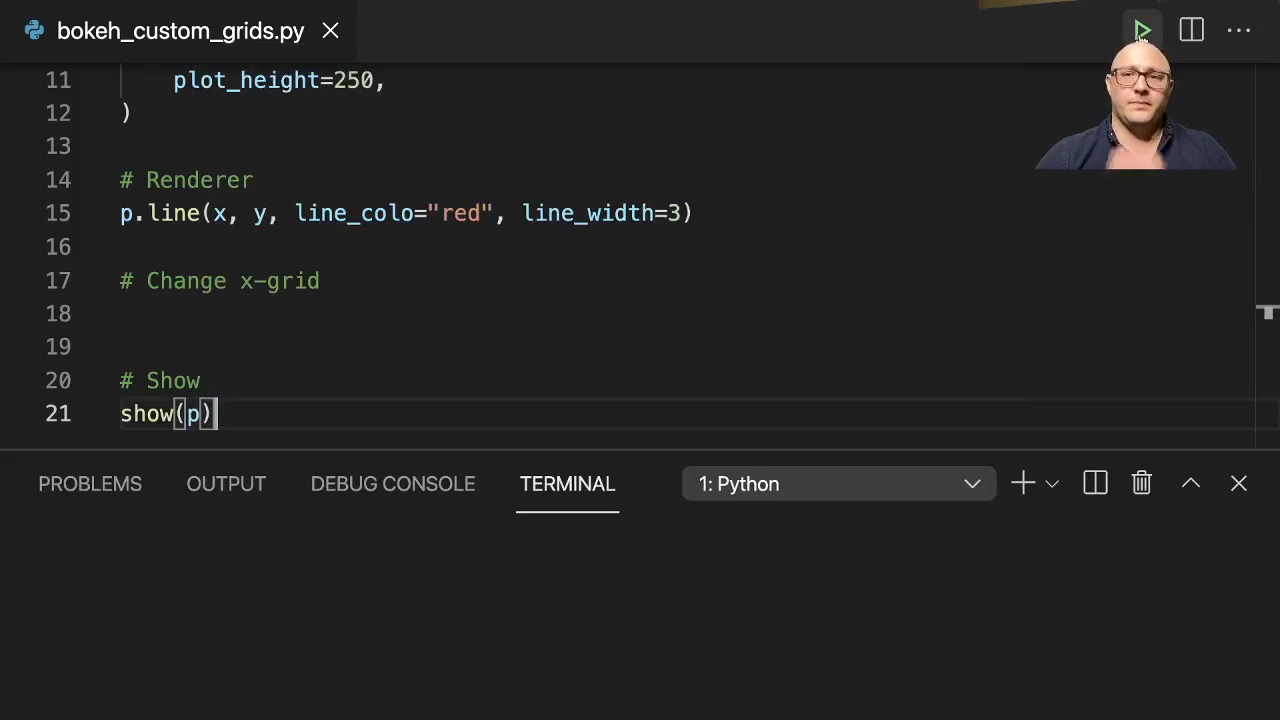 bokeh_custom_grids.py
11 plot_height=250,
12 )
13
14 # Renderer
15 p.line(x, y, line_colo="red", line_width=3)
16
17 # Change x-grid
18
19
20 # Show
21 show(p)
PROBLEMS OUTPUT DEBUG CONSOLE TERMINAL 1: Python